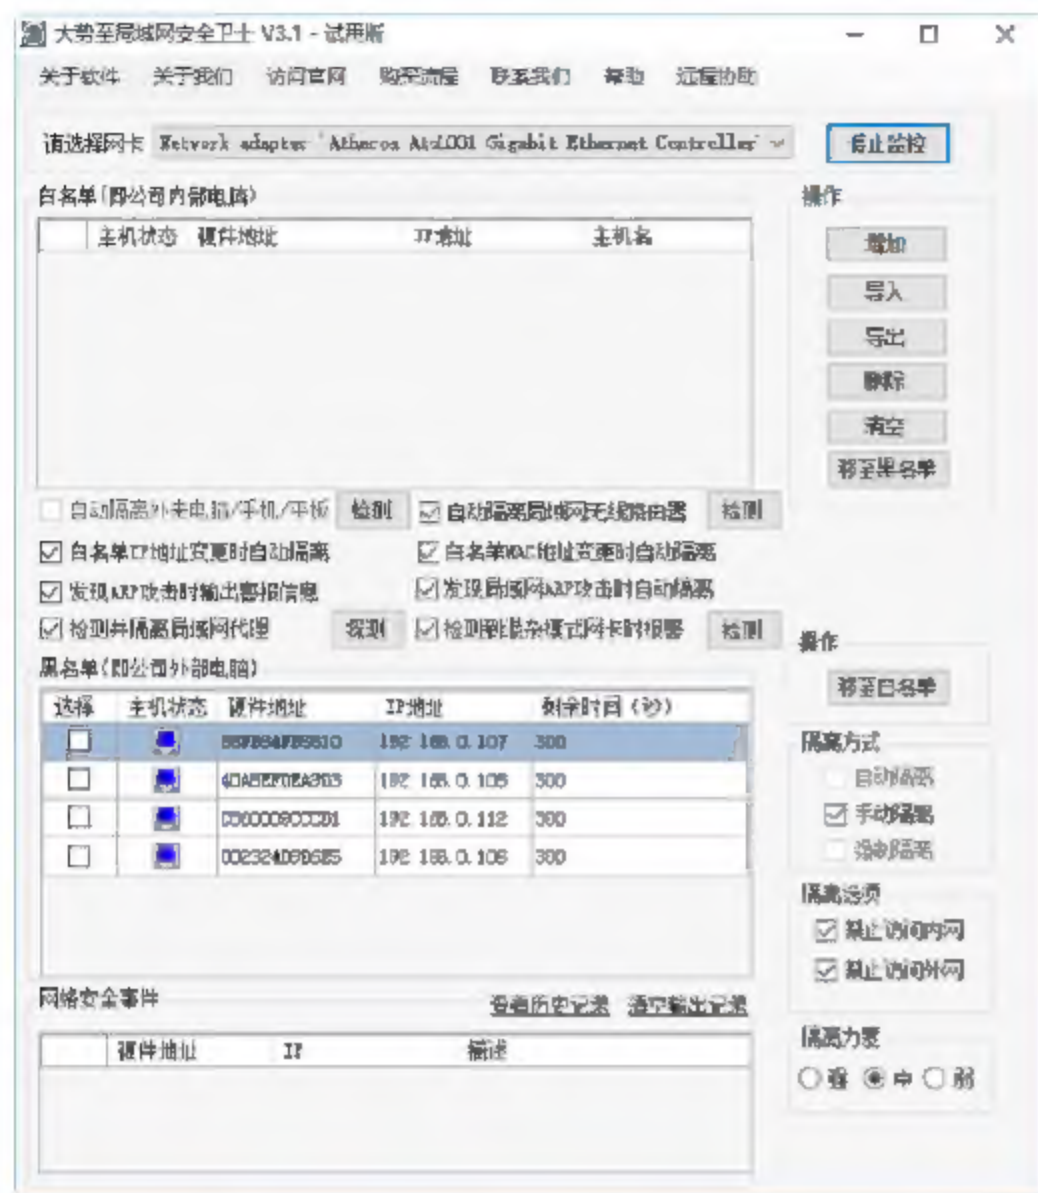 大势至局域网安全卫士 V3.1 - 试用版
关于软件 关于我们 访问官网 购买流程 联系我们 帮助 远程协助
请选择网卡 Network adapter 'Atheros Gigabit Ethernet Controller' 停止监控
白名单(即公司内部电脑) 操作
主机状态 硬件地址 IP地址 主机名
增加
导入
导出
删除
清空
移至黑名单
自动隔离外来电脑/手机/平板 检测 自动隔离局域网无线路由器 检测
白名单IP地址变更时自动隔离 白名单MAC地址变更时自动隔离
发现ARP攻击时输出警报信息 发现局域网ARP攻击时自动隔离
检测并隔离局域网代理 探测 检测到混杂模式网卡时报警 检测
黑名单(即公司外部电脑) 操作
移至白名单
选择 主机状态 硬件地址 IP地址 剩余时间(秒)
192.168.0.107 300
192.168.0. 300
192.168.0.112 300
192.168.0. 300
隔离方式
自动隔离
手动隔离
强制隔离
隔离选项
禁止访问内网
禁止访问外网
网络安全事件 查看历史记录 清空输出记录
硬件地址 IP 描述
隔离力度
强 中 弱